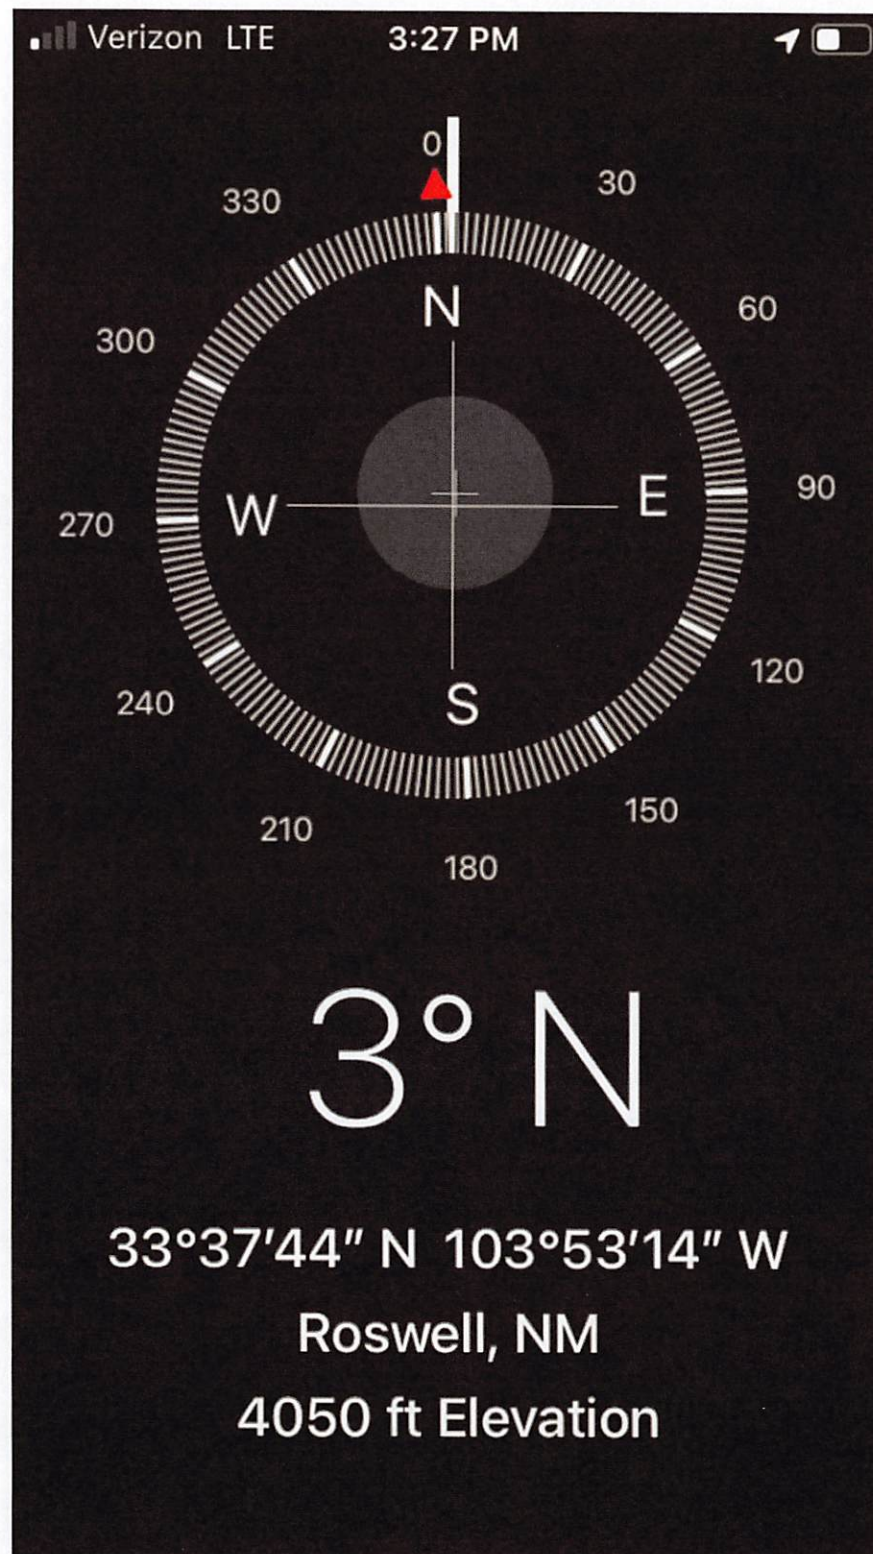 Verizon LTE 3:27 PM
0
330 30
300 60
N
W E
270 90
S
240 120
210 150
180
3° N
33°37'44" N 103°53'14" W
Roswell, NM
4050 ft Elevation